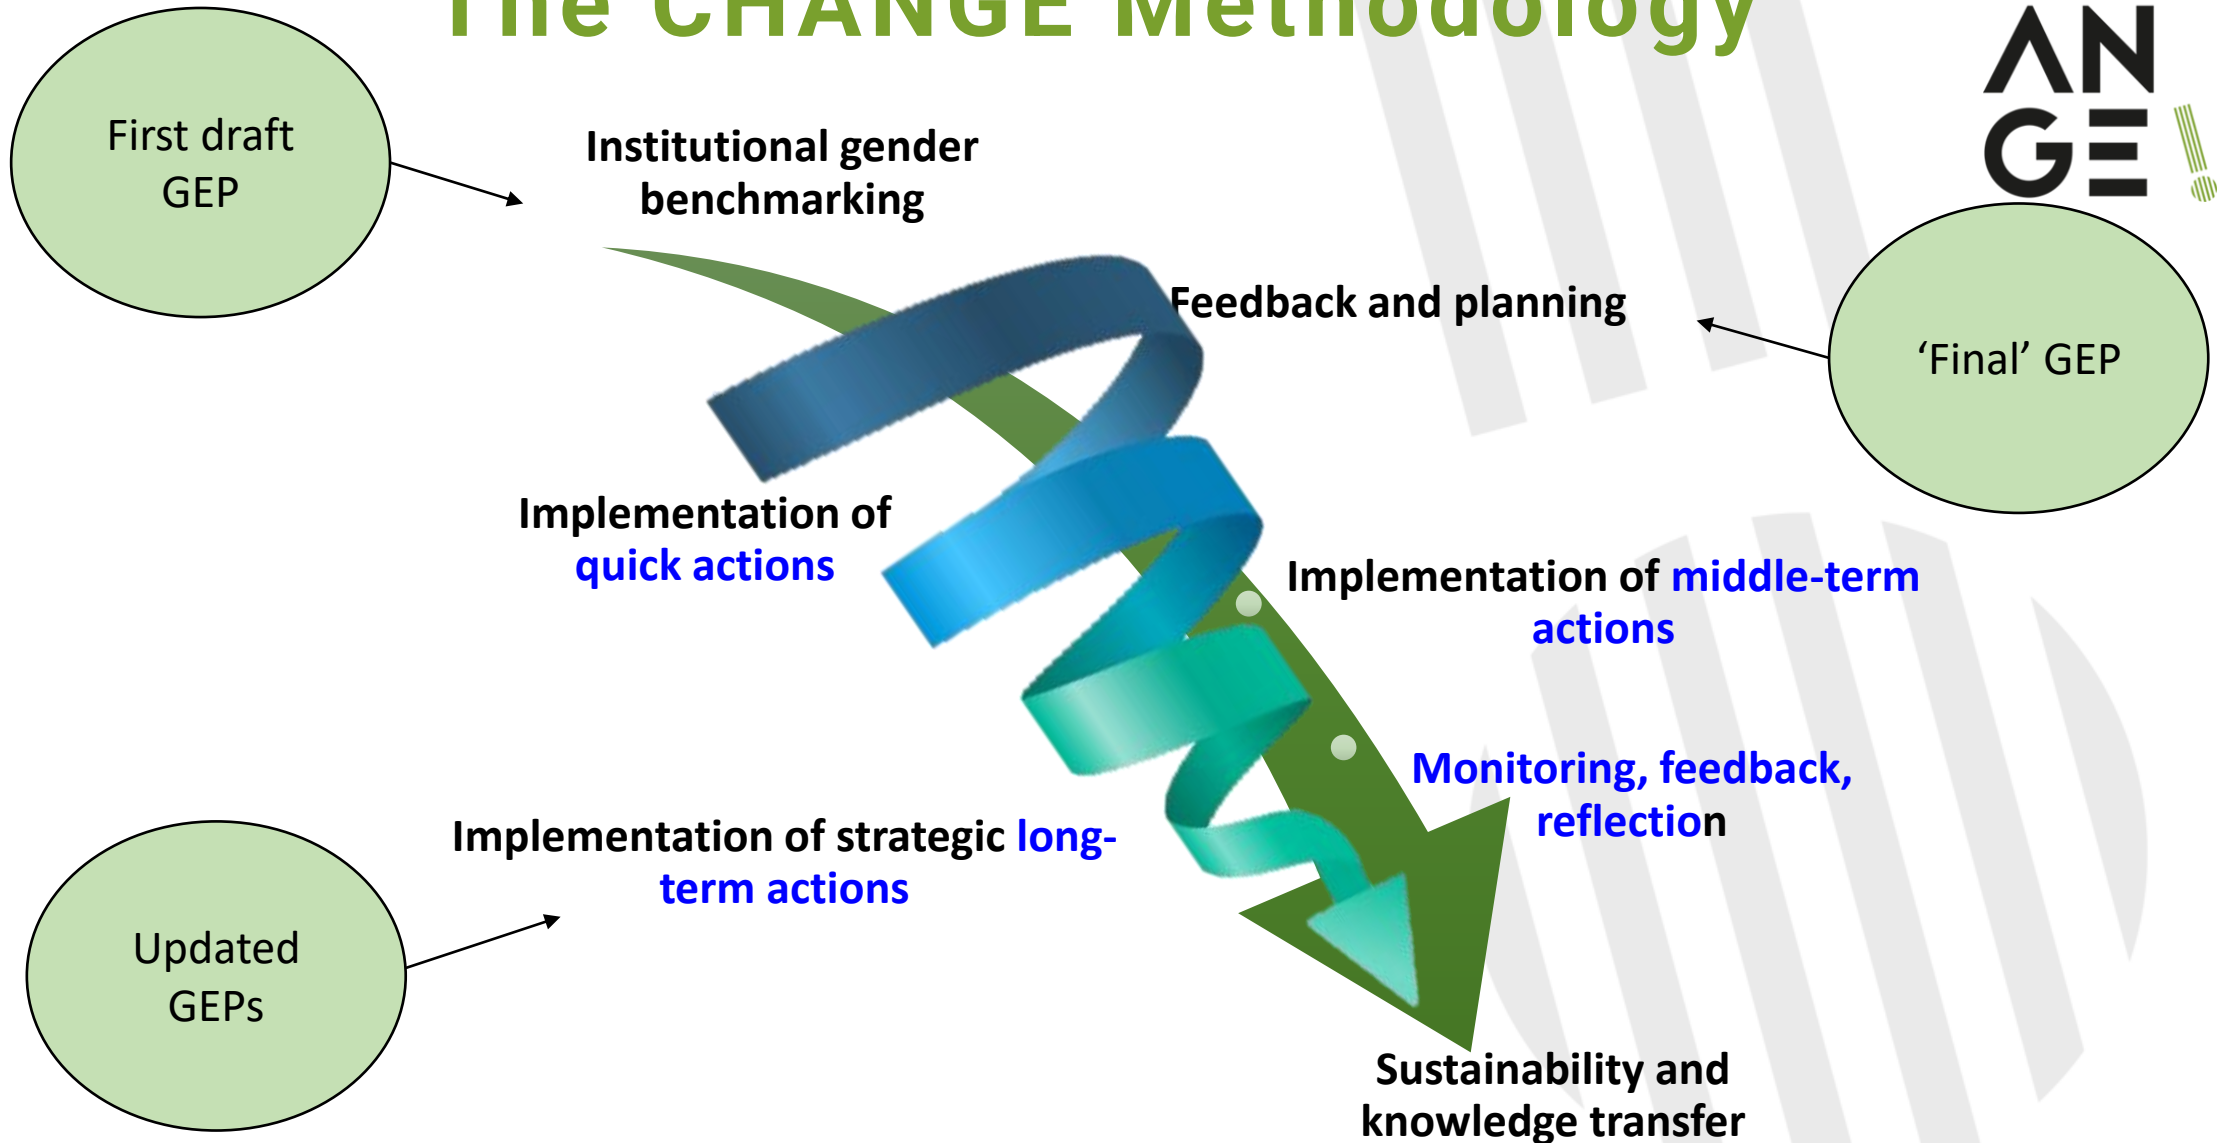 The CHANGE Methodology
AN
GE!
First draft
GEP
Institutional gender
benchmarking
Feedback and planning
‘Final’ GEP
Implementation of
quick actions
Implementation of middle-term
actions
Monitoring, feedback,
reflection
Implementation of strategic long-
term actions
Updated
GEPs
Sustainability and
knowledge transfer